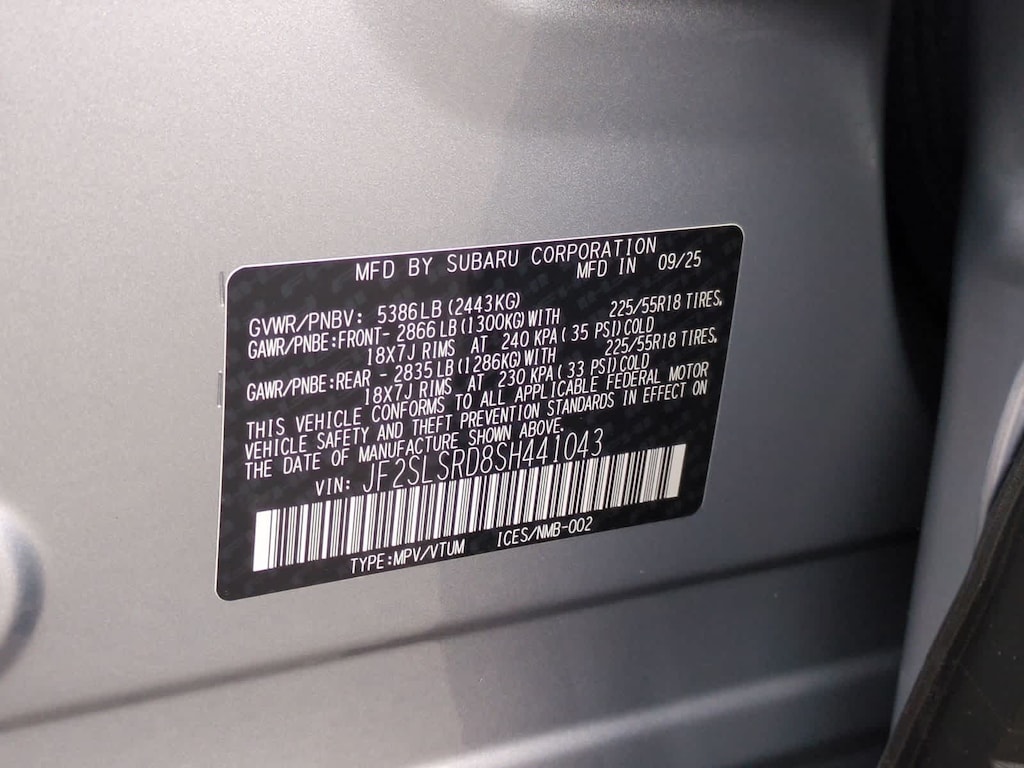 MFD BY SUBARU CORPORATION
MFD IN 09/25
GVWR/PNBV: 5386LB(2443KG)
GAWR/PNBE:FRONT- 2866LB(1300KG)WITH 225/55R18 TIRES,
18X7J RIMS AT 240 KPA( 35 PSI)COLD
GAWR/PNBE:REAR - 2835LB(1286KG)WITH 225/55R18 TIRES,
18X7J RIMS AT 230 KPA( 33 PSI)COLD
THIS VEHICLE CONFORMS TO ALL APPLICABLE FEDERAL MOTOR
VEHICLE SAFETY AND THEFT PREVENTION STANDARDS IN EFFECT ON
THE DATE OF MANUFACTURE SHOWN ABOVE.
VIN: JF2SLSRD8SH441043
TYPE:MPV/VTUM ICES/NMB-002